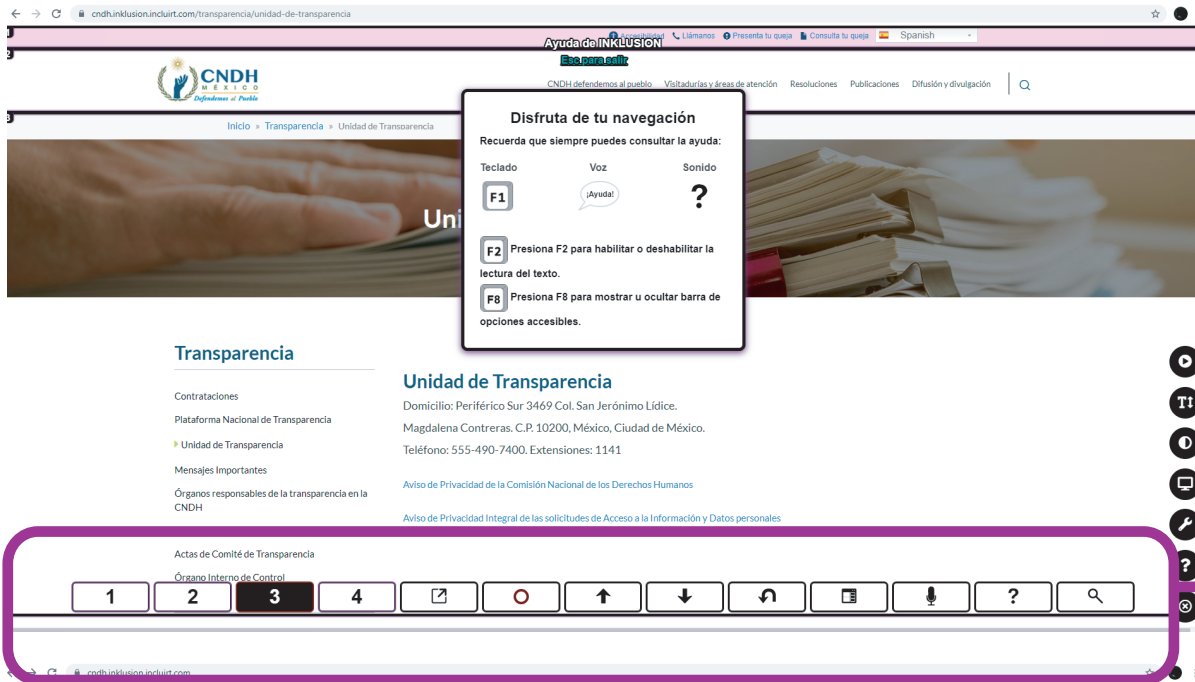 cndh.inklusion.incluirt.com/transparencia/unidad-de-transparencia
1
Accesibilidad Llámanos Presenta tu queja Consulta tu queja Spanish
Ayuda de INKLUSION
Esc para salir
2
CNDH
MÉXICO
Defendemos al Pueblo
CNDH defendemos al pueblo Visitadurías y áreas de atención Resoluciones Publicaciones Difusión y divulgación
3
Inicio » Transparencia » Unidad de Transparencia
Uni
Disfruta de tu navegación
Recuerda que siempre puedes consultar la ayuda:
Teclado Voz Sonido
F1 ¡Ayuda! ?
F2 Presiona F2 para habilitar o deshabilitar la
lectura del texto.
F8 Presiona F8 para mostrar u ocultar barra de
opciones accesibles.
Transparencia
Contrataciones
Plataforma Nacional de Transparencia
Unidad de Transparencia
Mensajes Importantes
Órganos responsables de la transparencia en la
CNDH
Actas de Comité de Transparencia
Órgano Interno de Control
Unidad de Transparencia
Domicilio: Periférico Sur 3469 Col. San Jerónimo Lídice.
Magdalena Contreras. C.P. 10200, México, Ciudad de México.
Teléfono: 555-490-7400. Extensiones: 1141
Aviso de Privacidad de la Comisión Nacional de los Derechos Humanos
Aviso de Privacidad Integral de las solicitudes de Acceso a la Información y Datos personales
T
?
1 2 3 4 ?
cndh.inklusion.incluirt.com